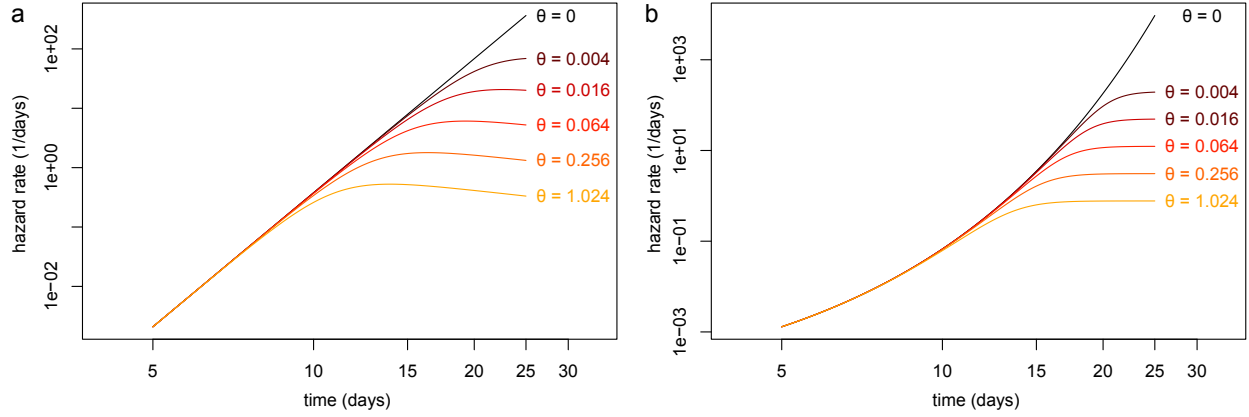 a
hazard rate (1/days)
1e+02
1e+00
1e-02
θ = 0
θ = 0.004
θ = 0.016
θ = 0.064
θ = 0.256
θ = 1.024
5 10 15 20 25 30
time (days)
b
hazard rate (1/days)
1e+03
1e+01
1e-01
1e-03
θ = 0
θ = 0.004
θ = 0.016
θ = 0.064
θ = 0.256
θ = 1.024
5 10 15 20 25 30
time (days)